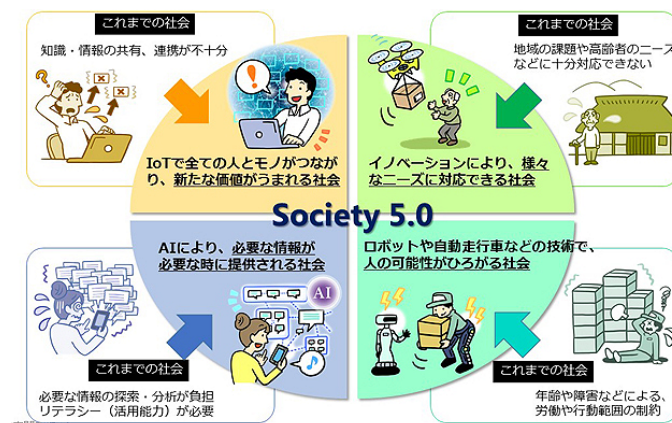 これまでの社会
知識・情報の共有、連携が不十分
IoTで全ての人とモノがつなが
り、新たな価値がうまれる社会
これまでの社会
地域の課題や高齢者のニーズ
などに十分対応できない
イノベーションにより、様々
なニーズに対応できる社会
Society 5.0
AIにより、必要な情報が
必要な時に提供される社会
AI
これまでの社会
必要な情報の探索・分析が負担
リテラシー（活用能力）が必要
ロボットや自動走行車などの技術で、
人の可能性がひろがる社会
これまでの社会
年齢や障害などによる、
労働や行動範囲の制約